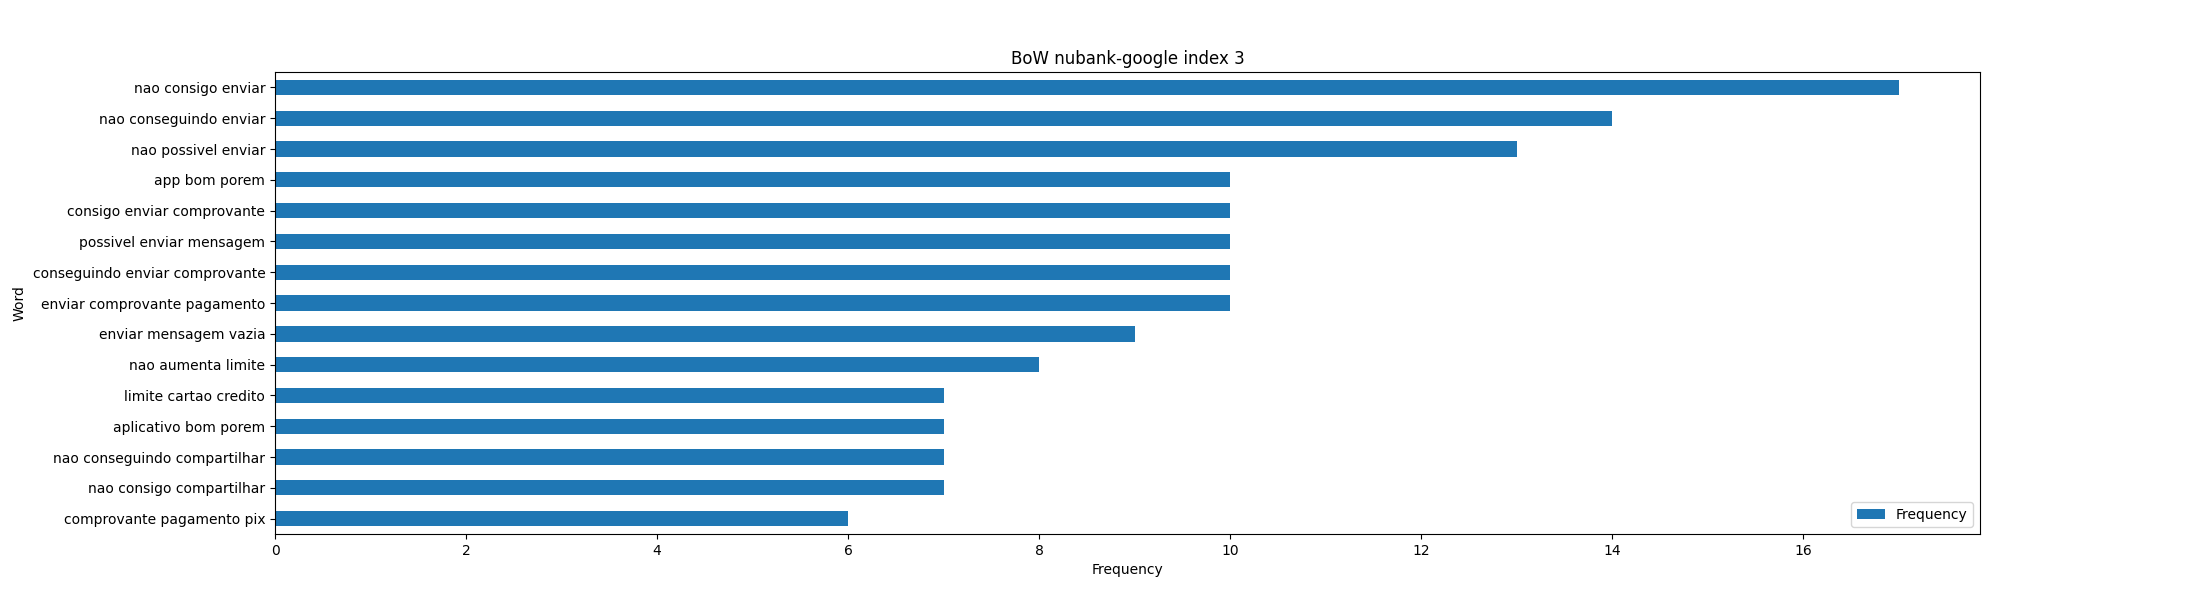 BoW nubank-google index 3
nao consigo enviar
nao conseguindo enviar
nao possivel enviar
app bom porem
consigo enviar comprovante
possivel enviar mensagem
conseguindo enviar comprovante
enviar comprovante pagamento
enviar mensagem vazia
nao aumenta limite
limite cartao credito
aplicativo bom porem
nao conseguindo compartilhar
nao consigo compartilhar
comprovante pagamento pix
Word
Frequency
0 2 4 6 8 10 12 14 16
Frequency